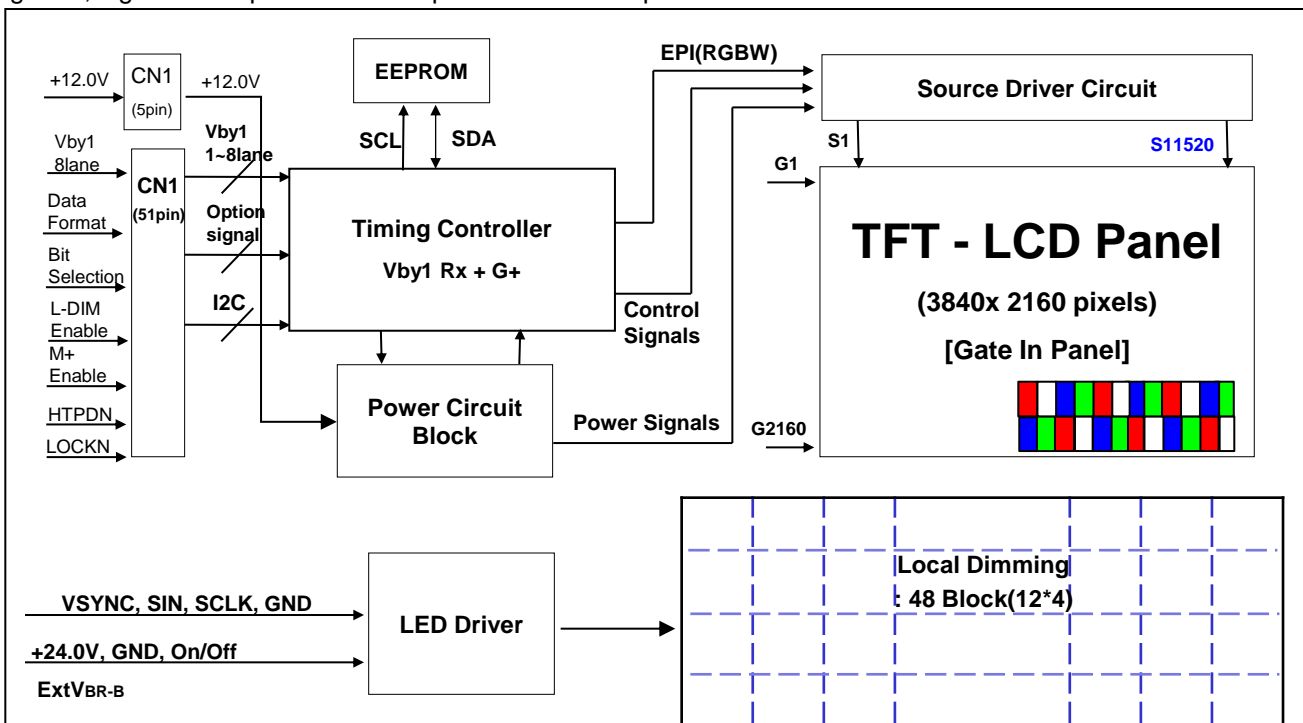 +12.0V
CN1
(5pin)
+12.0V
EEPROM
SCL
SDA
EPI(RGBW)
Source Driver Circuit
S1
S11520
G1
Vby1
8lane
Data
Format
Bit
Selection
L-DIM
Enable
M+
Enable
HTPDN
LOCKN
CN1
(51pin)
Vby1
1~8lane
Option
signal
I2C
Timing Controller
Vby1 Rx + G+
Control
Signals
Power Circuit
Block
Power Signals
G2160
TFT - LCD Panel
(3840x 2160 pixels)
[Gate In Panel]
VSYNC, SIN, SCLK, GND
+24.0V, GND, On/Off
ExtVBR-B
LED Driver
Local Dimming
: 48 Block(12*4)